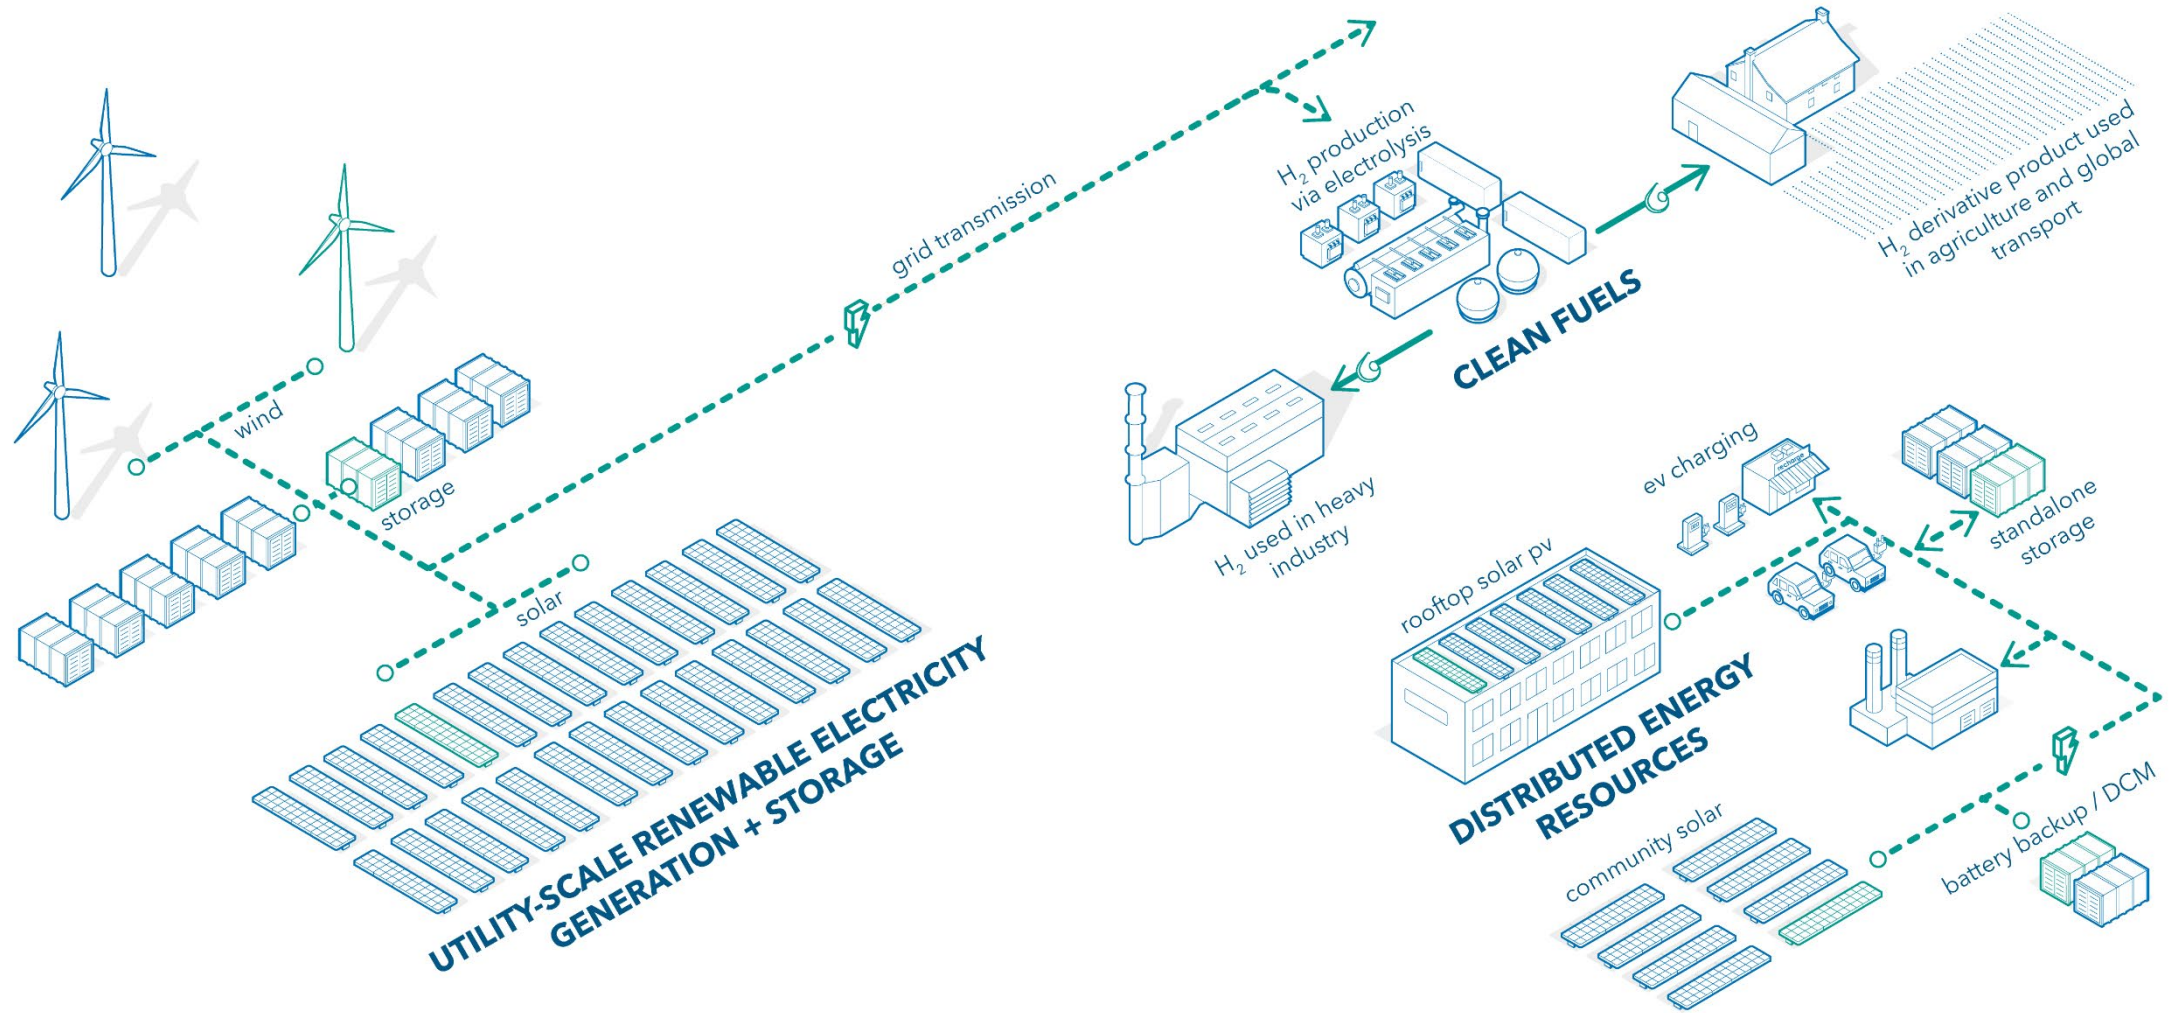 wind
storage
solar
UTILITY-SCALE RENEWABLE ELECTRICITY
GENERATION + STORAGE
grid transmission
H₂ production
via electrolysis
CLEAN FUELS
H₂ derivative product used
in agriculture and global
transport
H₂ used in heavy
industry
ev charging
recharge
standalone
storage
rooftop solar pv
DISTRIBUTED ENERGY
RESOURCES
community solar
battery backup / DCM